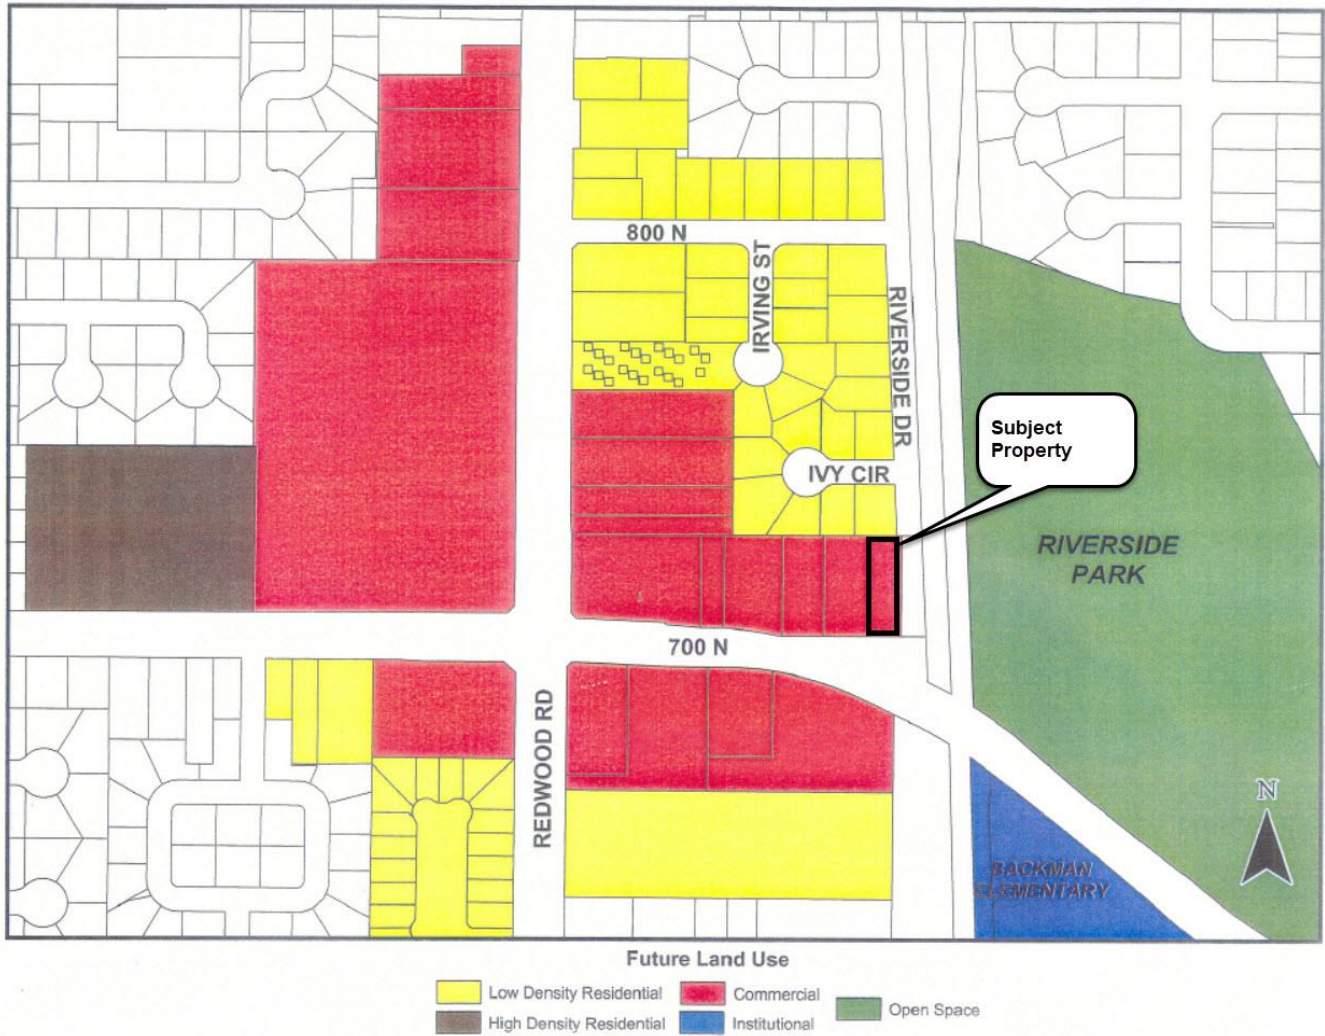 800 N
IRVING ST
RIVERSIDE DR
Subject
Property
IVY CIR
RIVERSIDE
PARK
700 N
REDWOOD RD
N
BACKMAN
ELEMENTARY
Future Land Use
Low Density Residential
Commercial
Open Space
High Density Residential
Institutional